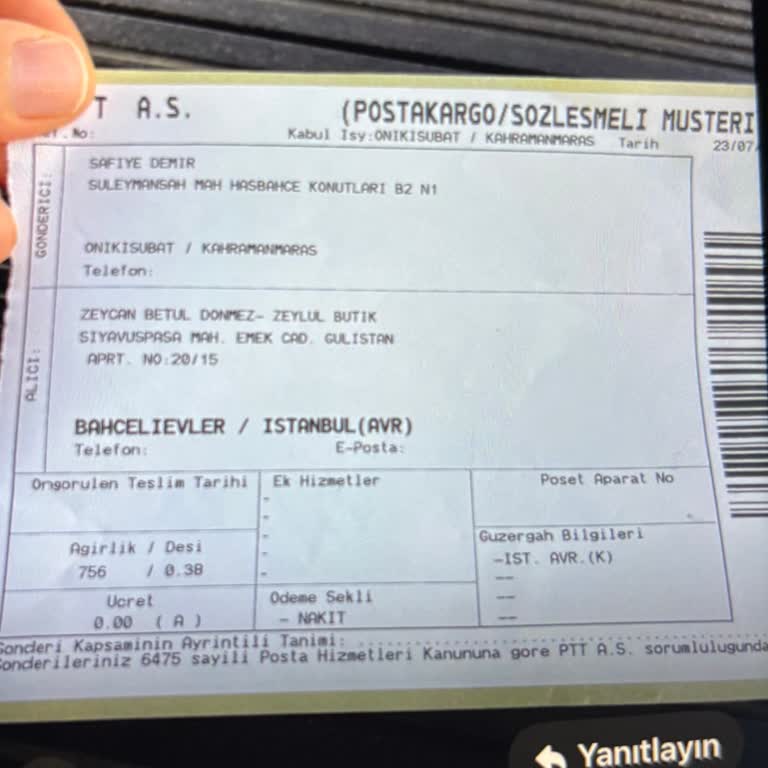 T A.S. (POSTAKARGO/SOZLESMELI MUSTERI
No: Kabul Isy:ONIKISUBAT / KAHRAMANMARAS Tarih 23/07
GONDERICI:
SAFIYE DEMIR
SULEYMANSAH MAH HASBAHCE KONUTLARI B2 N1
ONIKISUBAT / KAHRAMANMARAS
Telefon:
ALICI:
ZEYCAN BETUL DONMEZ- ZEYLUL BUTIK
SIYAVUSPASA MAH. EMEK CAD. GULISTAN
APRT. NO:20/15
BAHCELIEVLER / ISTANBUL(AVR)
Telefon: E-Posta:
Ongorulen Teslim Tarihi
Ek Hizmetler
-
-
-
-
-
Poset Aparat No
Agirlik / Desi
756 / 0.38
Guzergah Bilgileri
-IST. AVR.(K)
--
--
--
Ucret
0.00 ( A )
Odeme Sekli
- NAKIT
Gonderi Kapsaminin Ayrintili Tanimi: ................................
Gonderileriniz 6475 sayili Posta Hizmetleri Kanununa gore PTT A.S. sorumlulugunda
Yanıtlayın